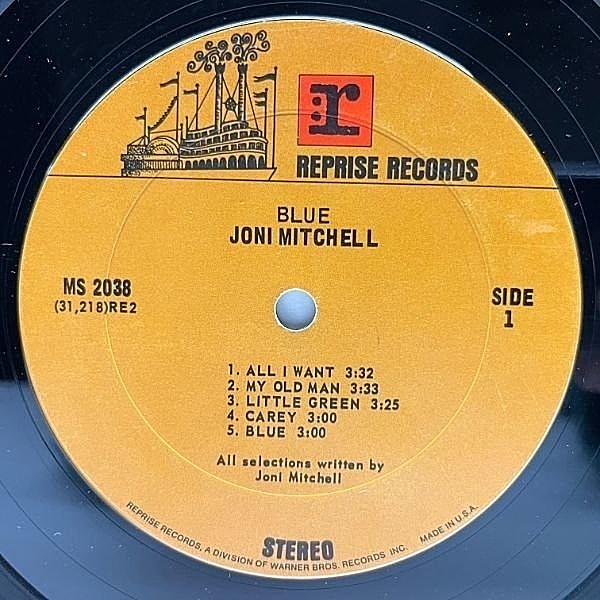 :r
REPRISE RECORDS
BLUE
JONI MITCHELL
MS 2038
(31,218)RE2
SIDE
1
1. ALL I WANT 3:32
2. MY OLD MAN 3:33
3. LITTLE GREEN 3:25
4. CAREY 3:00
5. BLUE 3:00
All selections written by
Joni Mitchell
STEREO
REPRISE RECORDS, A DIVISION OF WARNER BROS. RECORDS INC. MADE IN U.S.A.